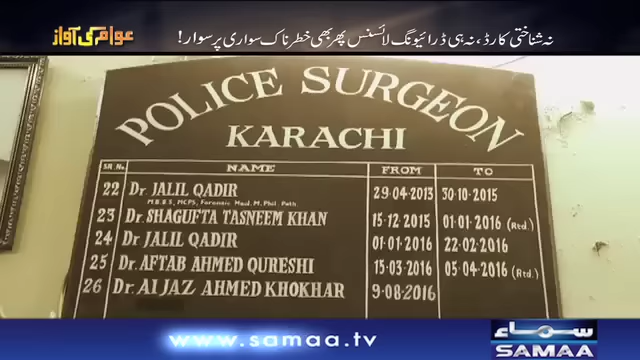 عوام کی آواز
نہ شناختی کارڈ، نہ ہی ڈرائیونگ لائسنس پھر بھی خطرناک سواری پر سوار!
POLICE SURGEON
KARACHI
SR. No. NAME FROM TO
22 Dr. JALIL QADIR 29-04-2013 30-10-2015
M.B.B.S, MCPS, Forensic Med. M. Phil. Path
23 Dr. SHAGUFTA TASNEEM KHAN 15-12-2015 01-01-2016 (Rtd.)
24 Dr. JALIL QADIR 01-01-2016 22-02-2016
25 Dr. AFTAB AHMED QURESHI 15-03-2016 05-04-2016 (Rtd.)
26 Dr. AIJAZ AHMED KHOKHAR 9-08-2016
www.samaa.tv
سماء
SAMAA